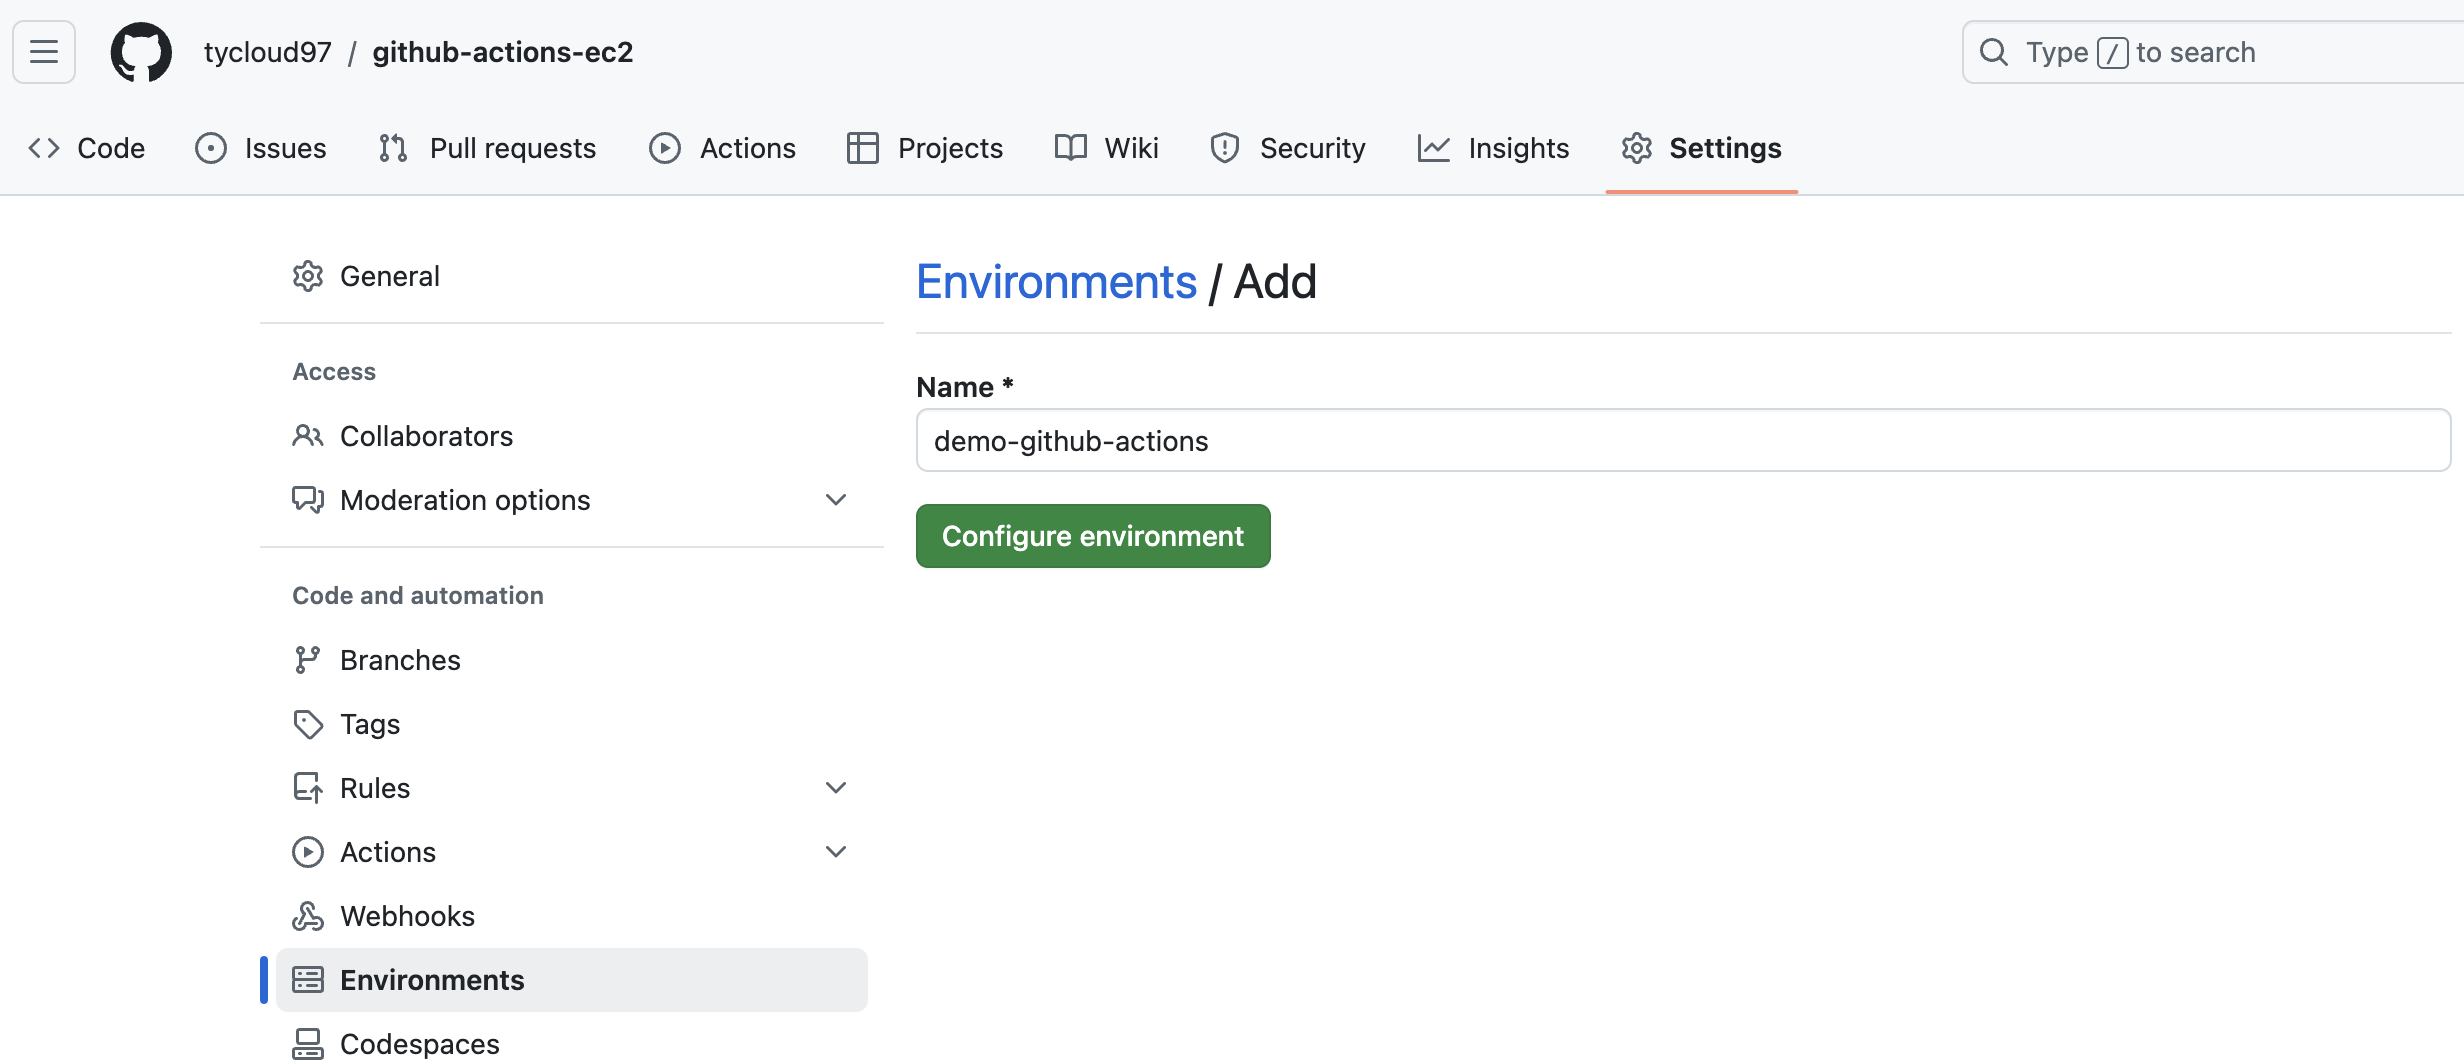 tycloud97 / github-actions-ec2
Type / to search
Code Issues Pull requests Actions Projects Wiki Security Insights Settings
General
Access
Collaborators
Moderation options
Code and automation
Branches
Tags
Rules
Actions
Webhooks
Environments
Codespaces
Environments / Add
Name *
demo-github-actions
Configure environment